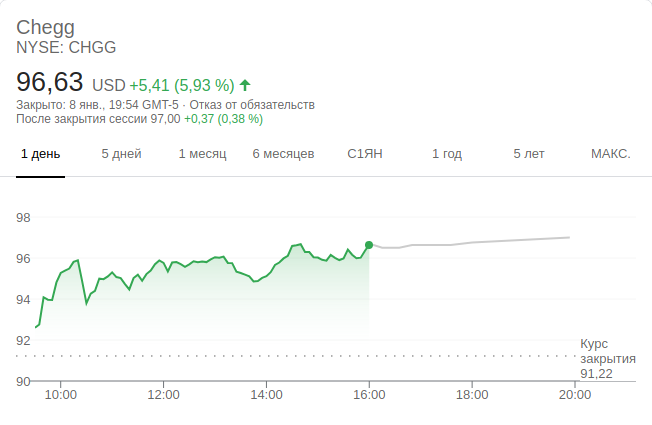 Chegg
NYSE: CHGG
96,63 USD +5,41 (5,93 %)
Закрыто: 8 янв., 19:54 GMT-5 · Отказ от обязательств
После закрытия сессии 97,00 +0,37 (0,38 %)
1 день 5 дней 1 месяц 6 месяцев С1ЯН 1 год 5 лет МАКС.
98
96
94
92
90
Курс
закрытия
91,22
10:00 12:00 14:00 16:00 18:00 20:00